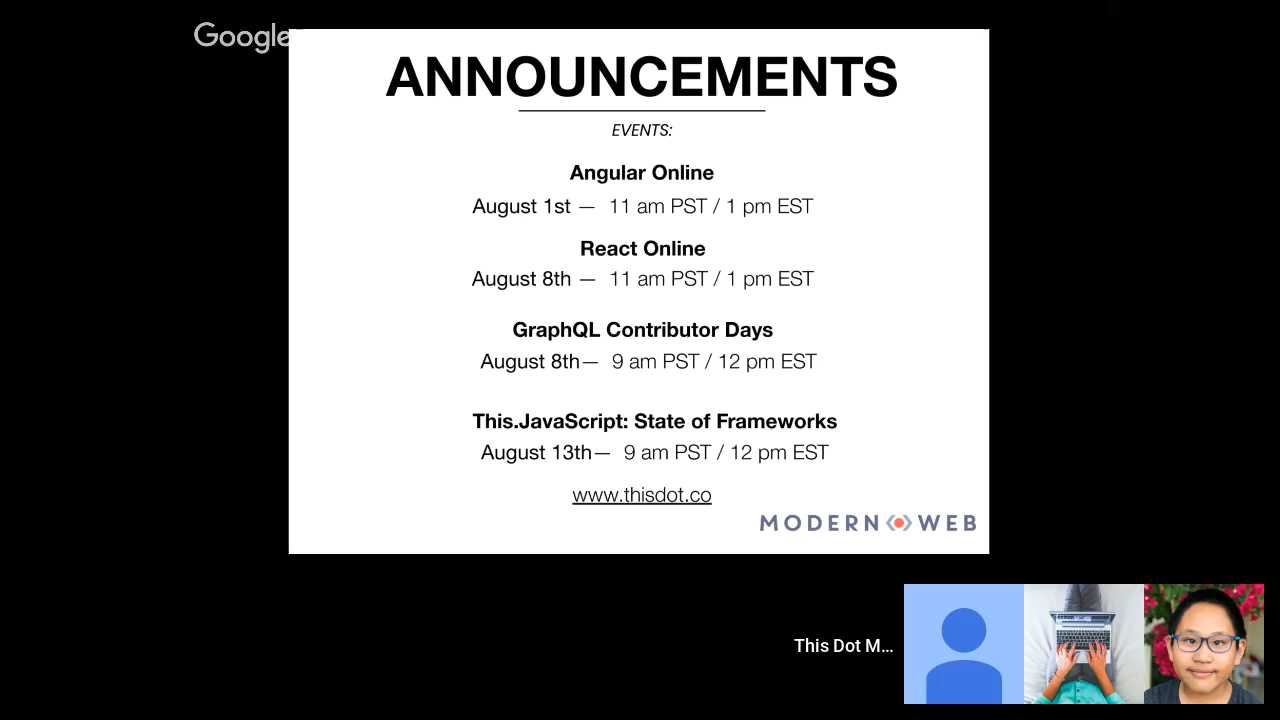 Google
ANNOUNCEMENTS
EVENTS:
Angular Online
August 1st — 11 am PST / 1 pm EST
React Online
August 8th — 11 am PST / 1 pm EST
GraphQL Contributor Days
August 8th— 9 am PST / 12 pm EST
This.JavaScript: State of Frameworks
August 13th— 9 am PST / 12 pm EST
www.thisdot.co
MODERN WEB
This Dot M...